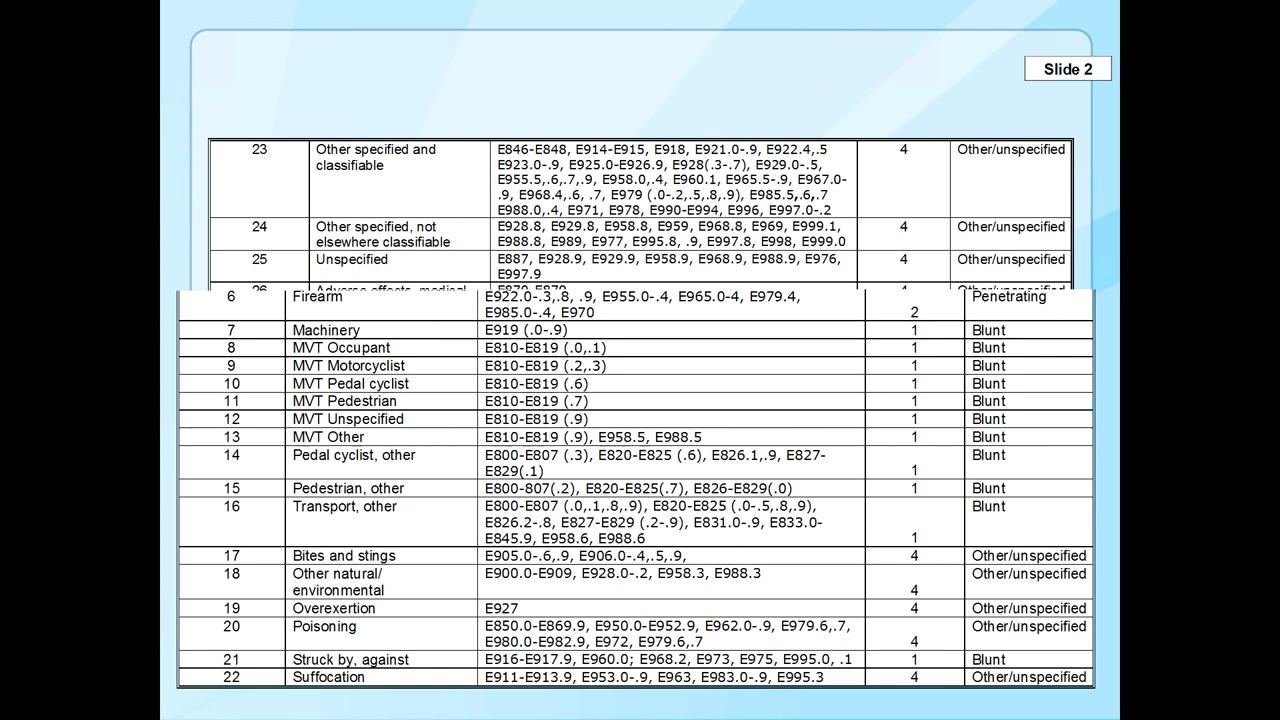 Slide 2
23 Other specified and E846-E848, E914-E915, E918, E921.0-.9, E922.4,.5 4 Other/unspecified
classifiable E923.0-.9, E925.0-E926.9, E928(.3-.7), E929.0-.5,
E955.5,.6,.7,.9, E958.0,.4, E960.1, E965.5-.9, E967.0-
.9, E968.4,.6, .7, E979 (.0-.2,.5,.8,.9), E985.5,.6,.7
E988.0,.4, E971, E978, E990-E994, E996, E997.0-.2
24 Other specified, not E928.8, E929.8, E958.8, E959, E968.8, E969, E999.1, 4 Other/unspecified
elsewhere classifiable E988.8, E989, E977, E995.8, .9, E997.8, E998, E999.0
25 Unspecified E887, E928.9, E929.9, E958.9, E968.9, E988.9, E976, 4 Other/unspecified
E997.9
26 Adverse effects, medical E870-E879 4 Other/unspecified
6 Firearm E922.0-.3,.8, .9, E955.0-.4, E965.0-4, E979.4, Penetrating
E985.0-.4, E970 2
7 Machinery E919 (.0-.9) 1 Blunt
8 MVT Occupant E810-E819 (.0,.1) 1 Blunt
9 MVT Motorcyclist E810-E819 (.2,.3) 1 Blunt
10 MVT Pedal cyclist E810-E819 (.6) 1 Blunt
11 MVT Pedestrian E810-E819 (.7) 1 Blunt
12 MVT Unspecified E810-E819 (.9) 1 Blunt
13 MVT Other E810-E819 (.9), E958.5, E988.5 1 Blunt
14 Pedal cyclist, other E800-E807 (.3), E820-E825 (.6), E826.1,.9, E827- Blunt
E829(.1) 1
15 Pedestrian, other E800-807(.2), E820-E825(.7), E826-E829(.0) 1 Blunt
16 Transport, other E800-E807 (.0,.1,.8,.9), E820-E825 (.0-.5,.8,.9), Blunt
E826.2-.8, E827-E829 (.2-.9), E831.0-.9, E833.0-
E845.9, E958.6, E988.6 1
17 Bites and stings E905.0-.6,.9, E906.0-.4,.5,.9, 4 Other/unspecified
18 Other natural/ E900.0-E909, E928.0-.2, E958.3, E988.3 Other/unspecified
environmental 4
19 Overexertion E927 4 Other/unspecified
20 Poisoning E850.0-E869.9, E950.0-E952.9, E962.0-.9, E979.6,.7, Other/unspecified
E980.0-E982.9, E972, E979.6,.7 4
21 Struck by, against E916-E917.9, E960.0; E968.2, E973, E975, E995.0, .1 1 Blunt
22 Suffocation E911-E913.9, E953.0-.9, E963, E983.0-.9, E995.3 4 Other/unspecified